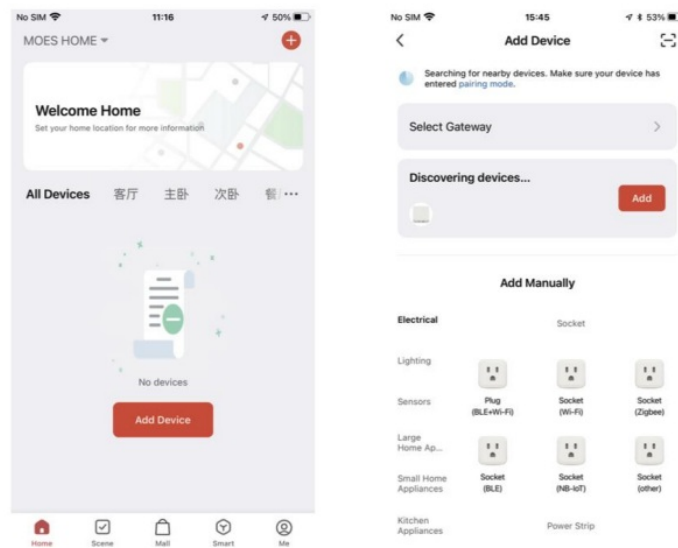 No SIM 11:16 50%
MOES HOME
Welcome Home
Set your home location for more information
All Devices 客厅 主卧 次卧
No devices
Add Device
Home Scene Mall Smart Me
No SIM 15:45 53%
Add Device
Searching for nearby devices. Make sure your device has
entered pairing mode.
Select Gateway
Discovering devices...
Add
Add Manually
Electrical
Socket
Lighting
Sensors
Plug
(BLE+Wi-Fi)
Socket
(Wi-Fi)
Socket
(Zigbee)
Large
Home Ap...
Small Home
Appliances
Socket
(BLE)
Socket
(NB-IoT)
Socket
(other)
Kitchen
Appliances
Power Strip